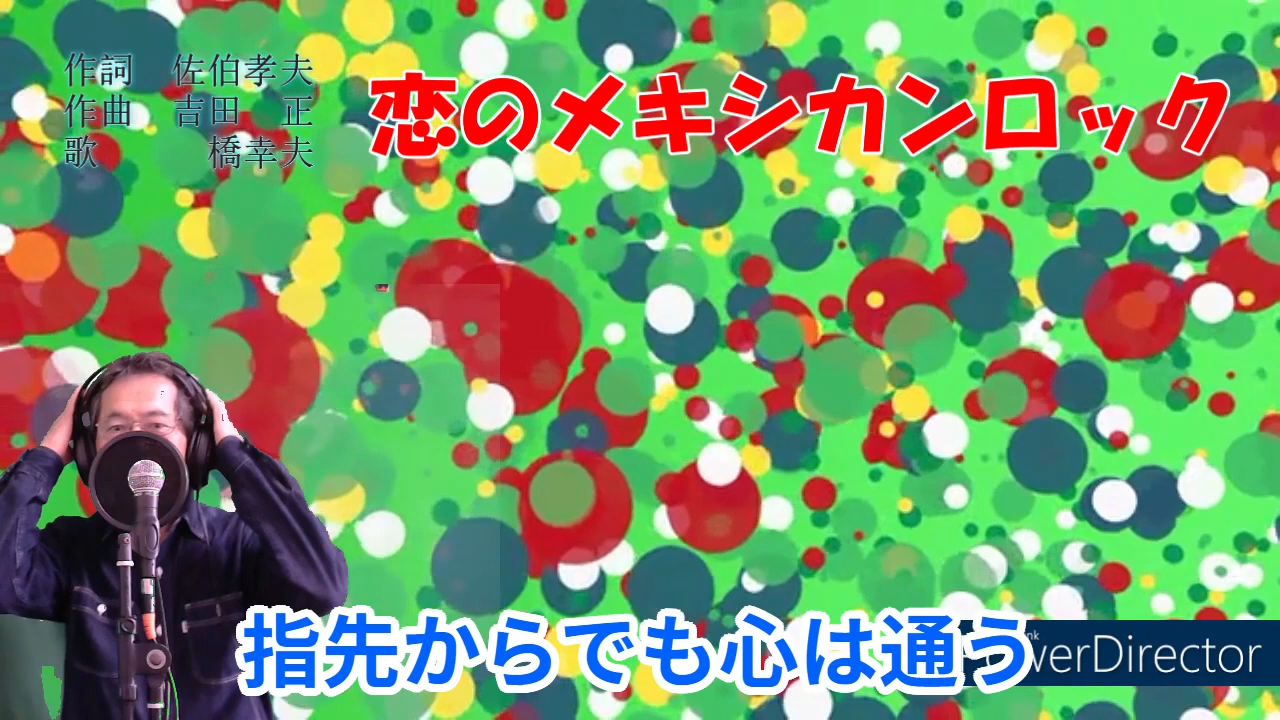 作詞 佐伯孝夫
作曲 吉田 正
歌 橋幸夫
恋のメキシカンロック
指先からでも心は通う
werDirector